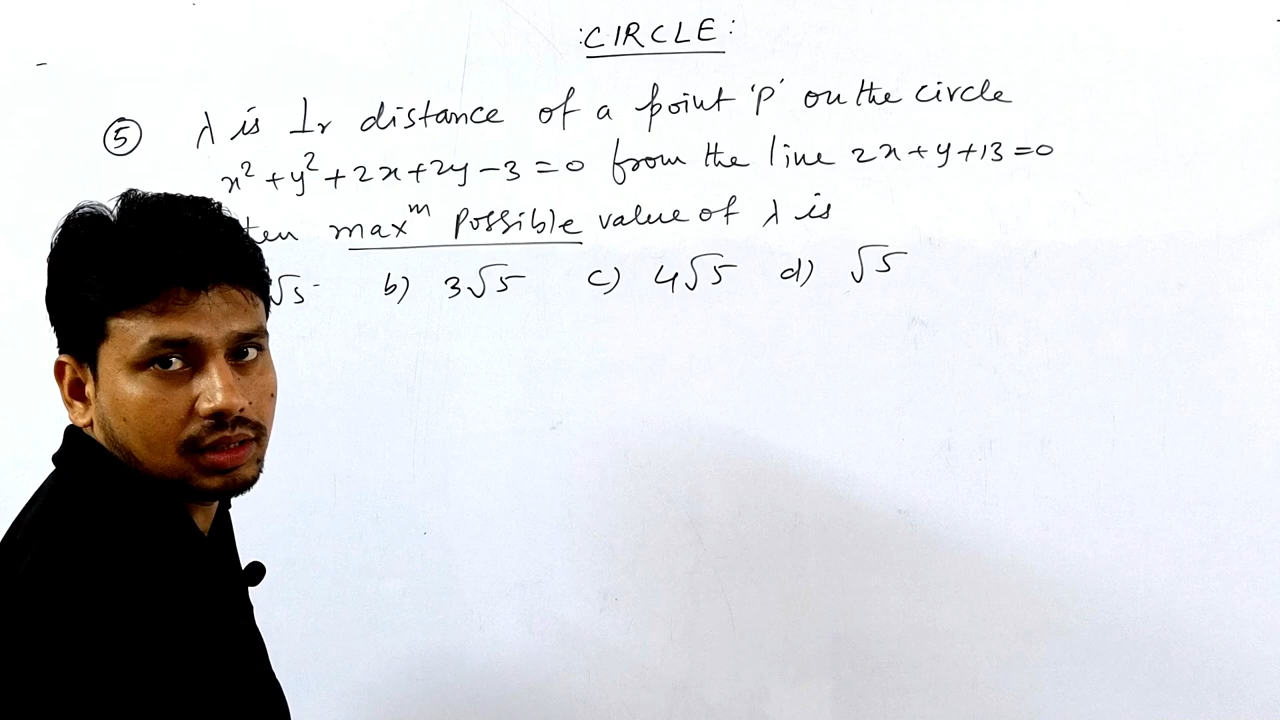 :CIRCLE:
⑤ λ is ⊥r distance of a point 'P' on the circle
x² + y² + 2x + 2y - 3 = 0 from the line 2x + y + 13 = 0
maxᵐ possible value of λ is
√5 b) 3√5 c) 4√5 d) √5